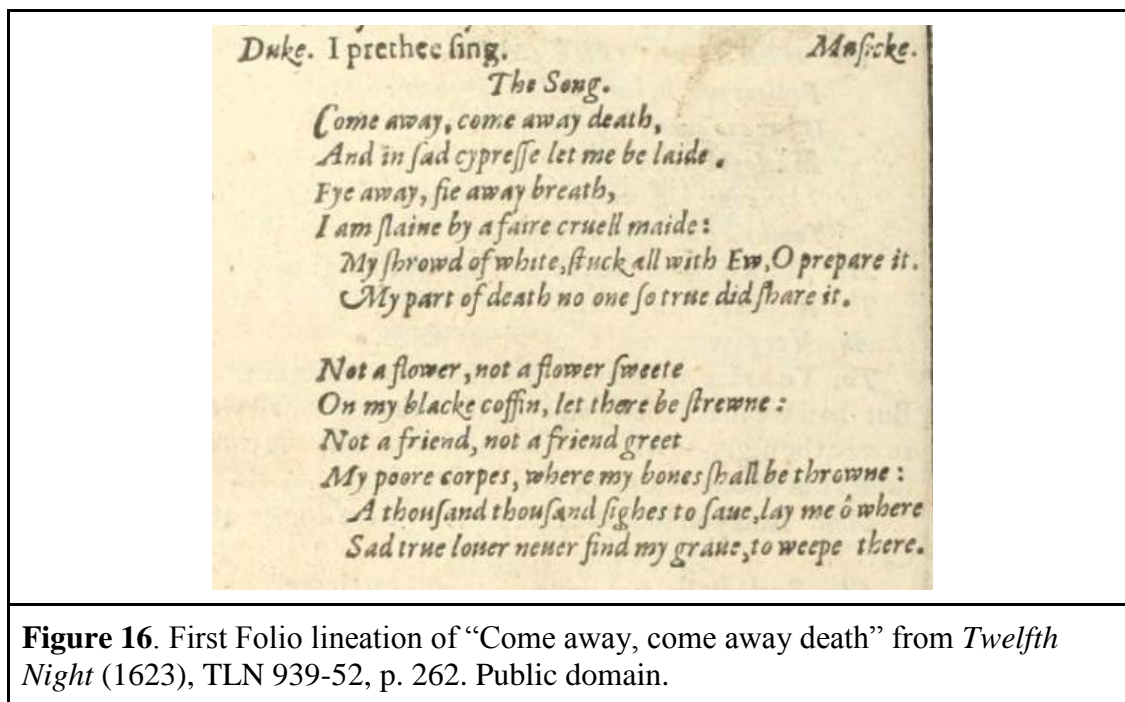 Duke. I prethee ſing. Muſicke.
The Song.
Come away, come away death,
And in ſad cypreſſe let me be laide.
Fye away, fie away breath,
I am ſlaine by a faire cruell maide:
My ſhrowd of white, ſtuck all with Ew, O prepare it.
My part of death no one ſo true did ſhare it.
Not a flower, not a flower ſweete
On my blacke coffin, let there be ſtrewne:
Not a friend, not a friend greet
My poore corpes, where my bones ſhall be throwne:
A thouſand thouſand ſighes to ſaue, lay me ô where
Sad true louer neuer find my graue, to weepe there.
Figure 16. First Folio lineation of “Come away, come away death” from Twelfth
Night (1623), TLN 939-52, p. 262. Public domain.